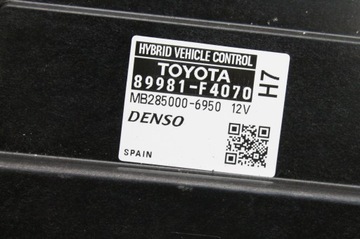 HYBRID VEHICLE CONTROL
TOYOTA
89981-F4070
H7
MB285000-6950 12V
DENSO
SPAIN